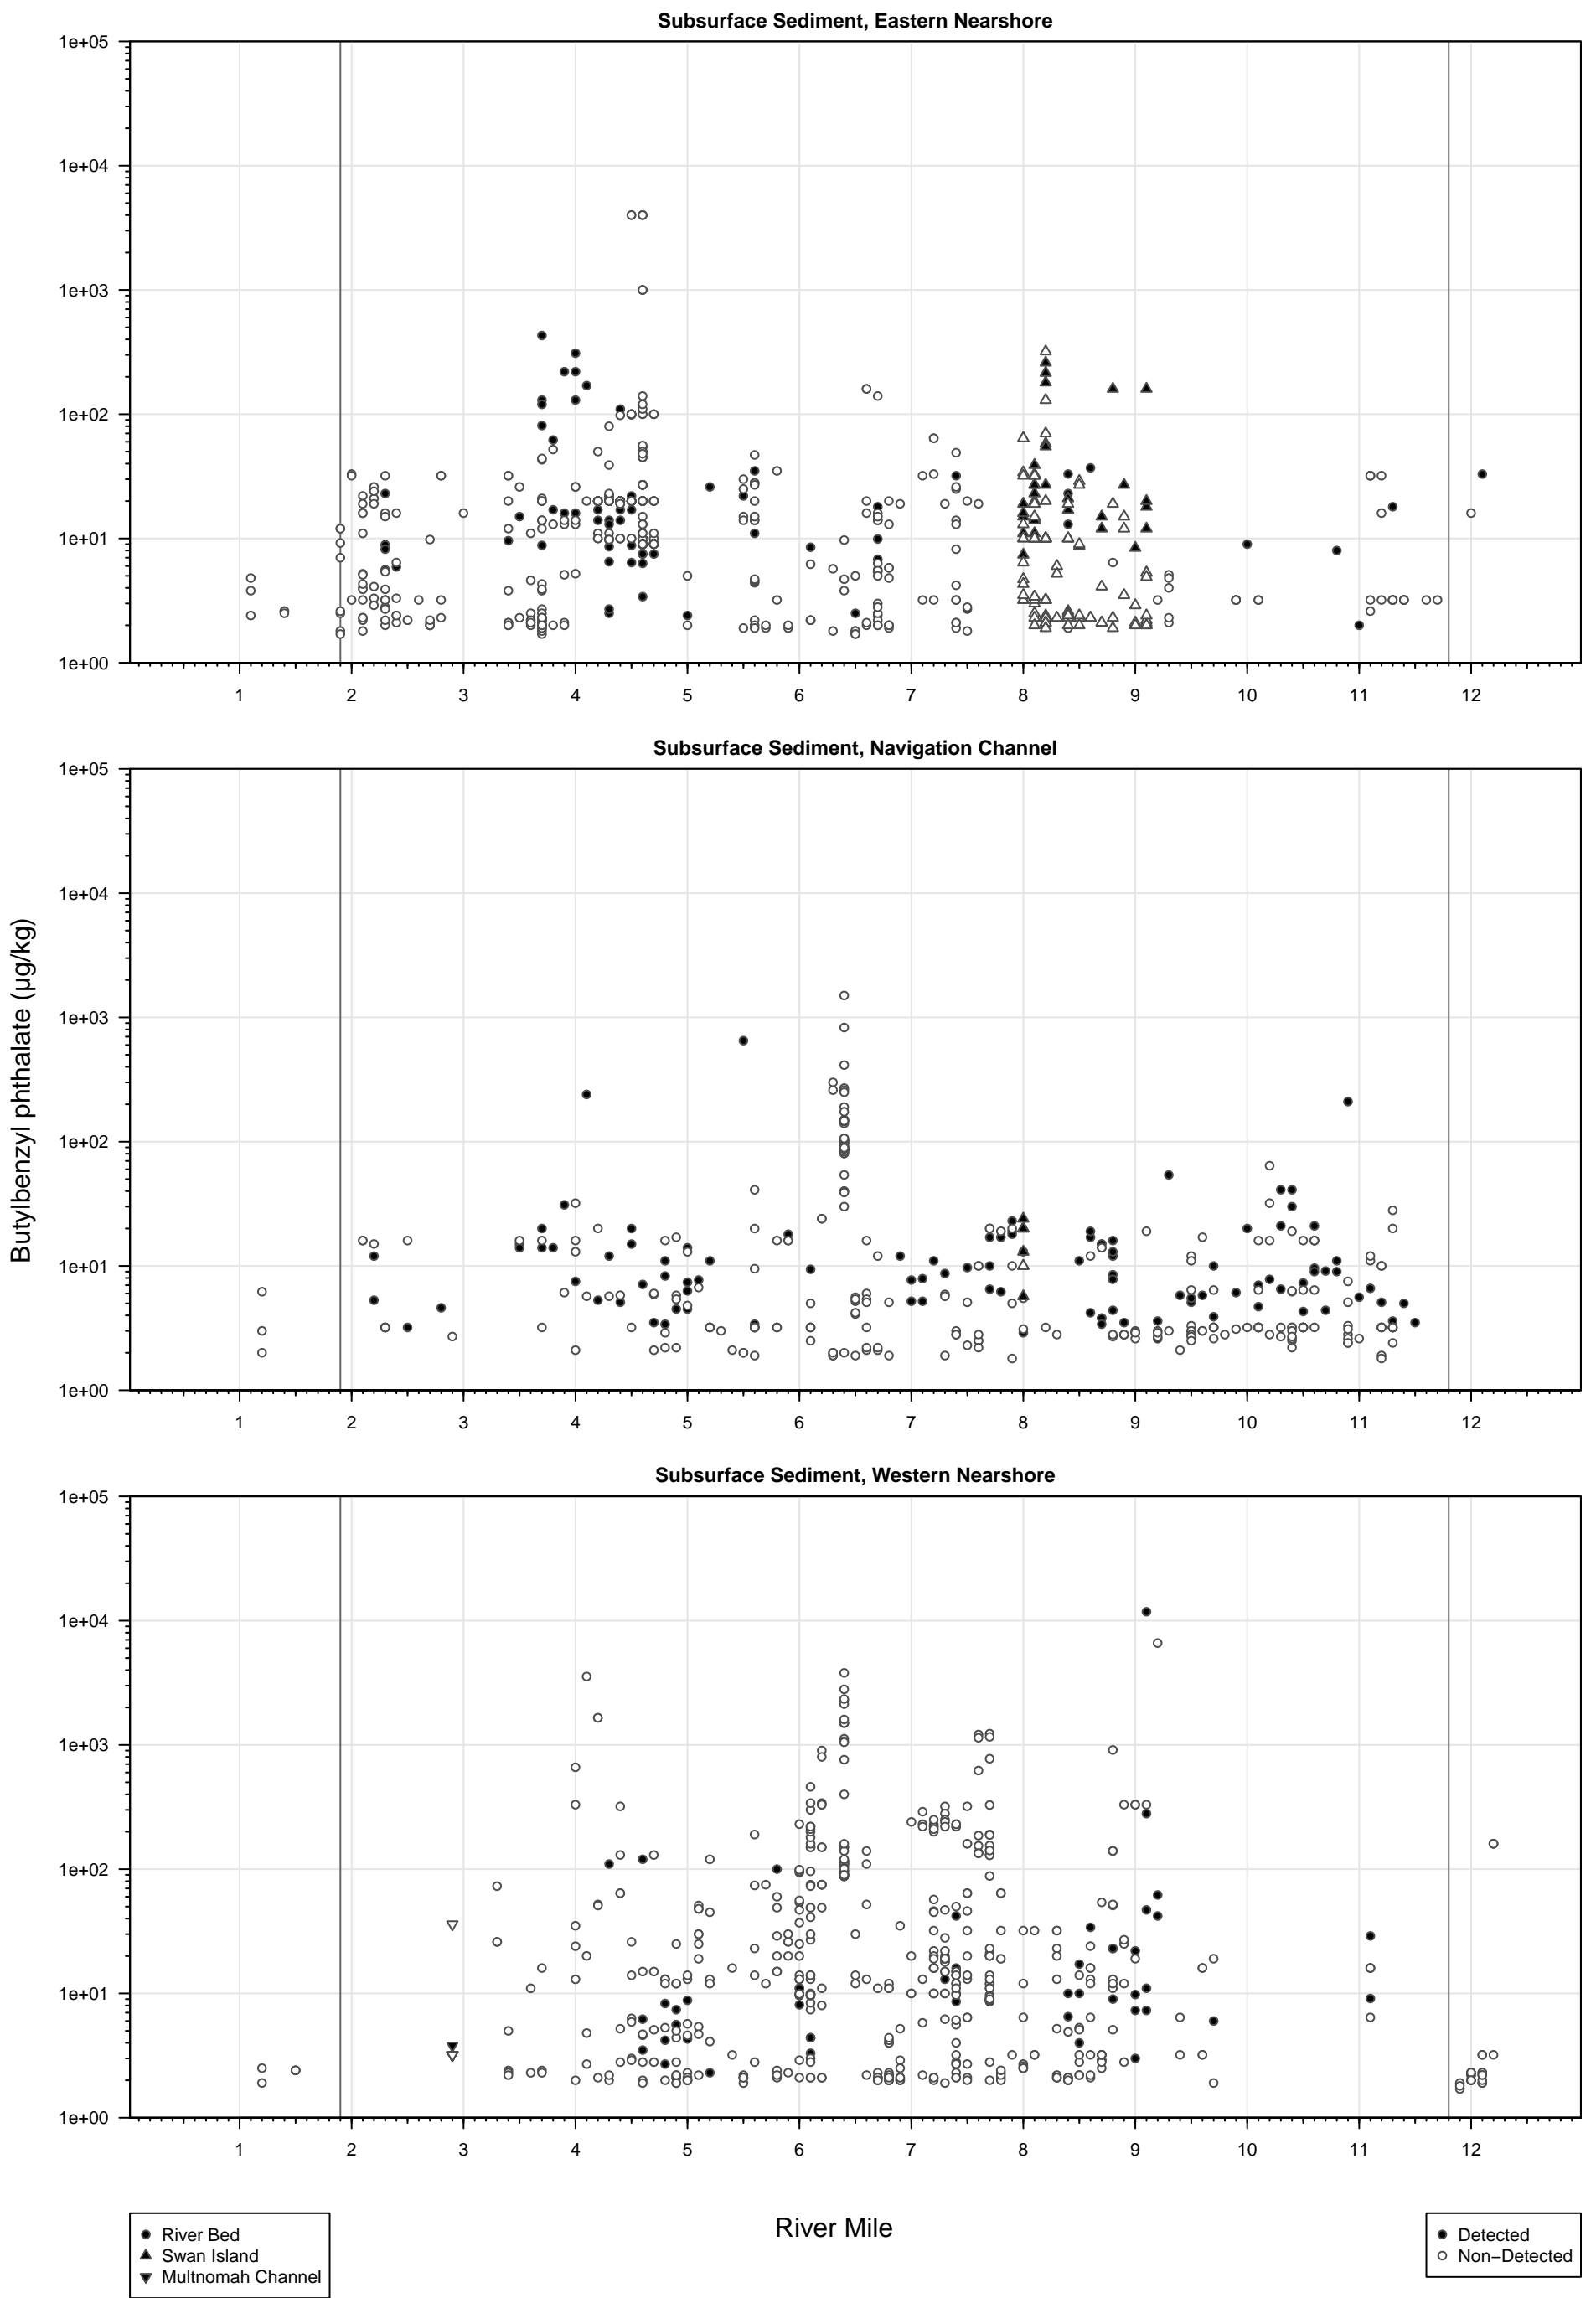 Subsurface Sediment, Eastern Nearshore
1e+05
1e+04
1e+03
1e+02
1e+01
1e+00
1 2 3 4 5 6 7 8 9 10 11 12
Subsurface Sediment, Navigation Channel
1e+05
1e+04
1e+03
1e+02
1e+01
1e+00
1 2 3 4 5 6 7 8 9 10 11 12
Butylbenzyl phthalate (µg/kg)
Subsurface Sediment, Western Nearshore
1e+05
1e+04
1e+03
1e+02
1e+01
1e+00
1 2 3 4 5 6 7 8 9 10 11 12
River Mile
River Bed
Swan Island
Multnomah Channel
Detected
Non−Detected